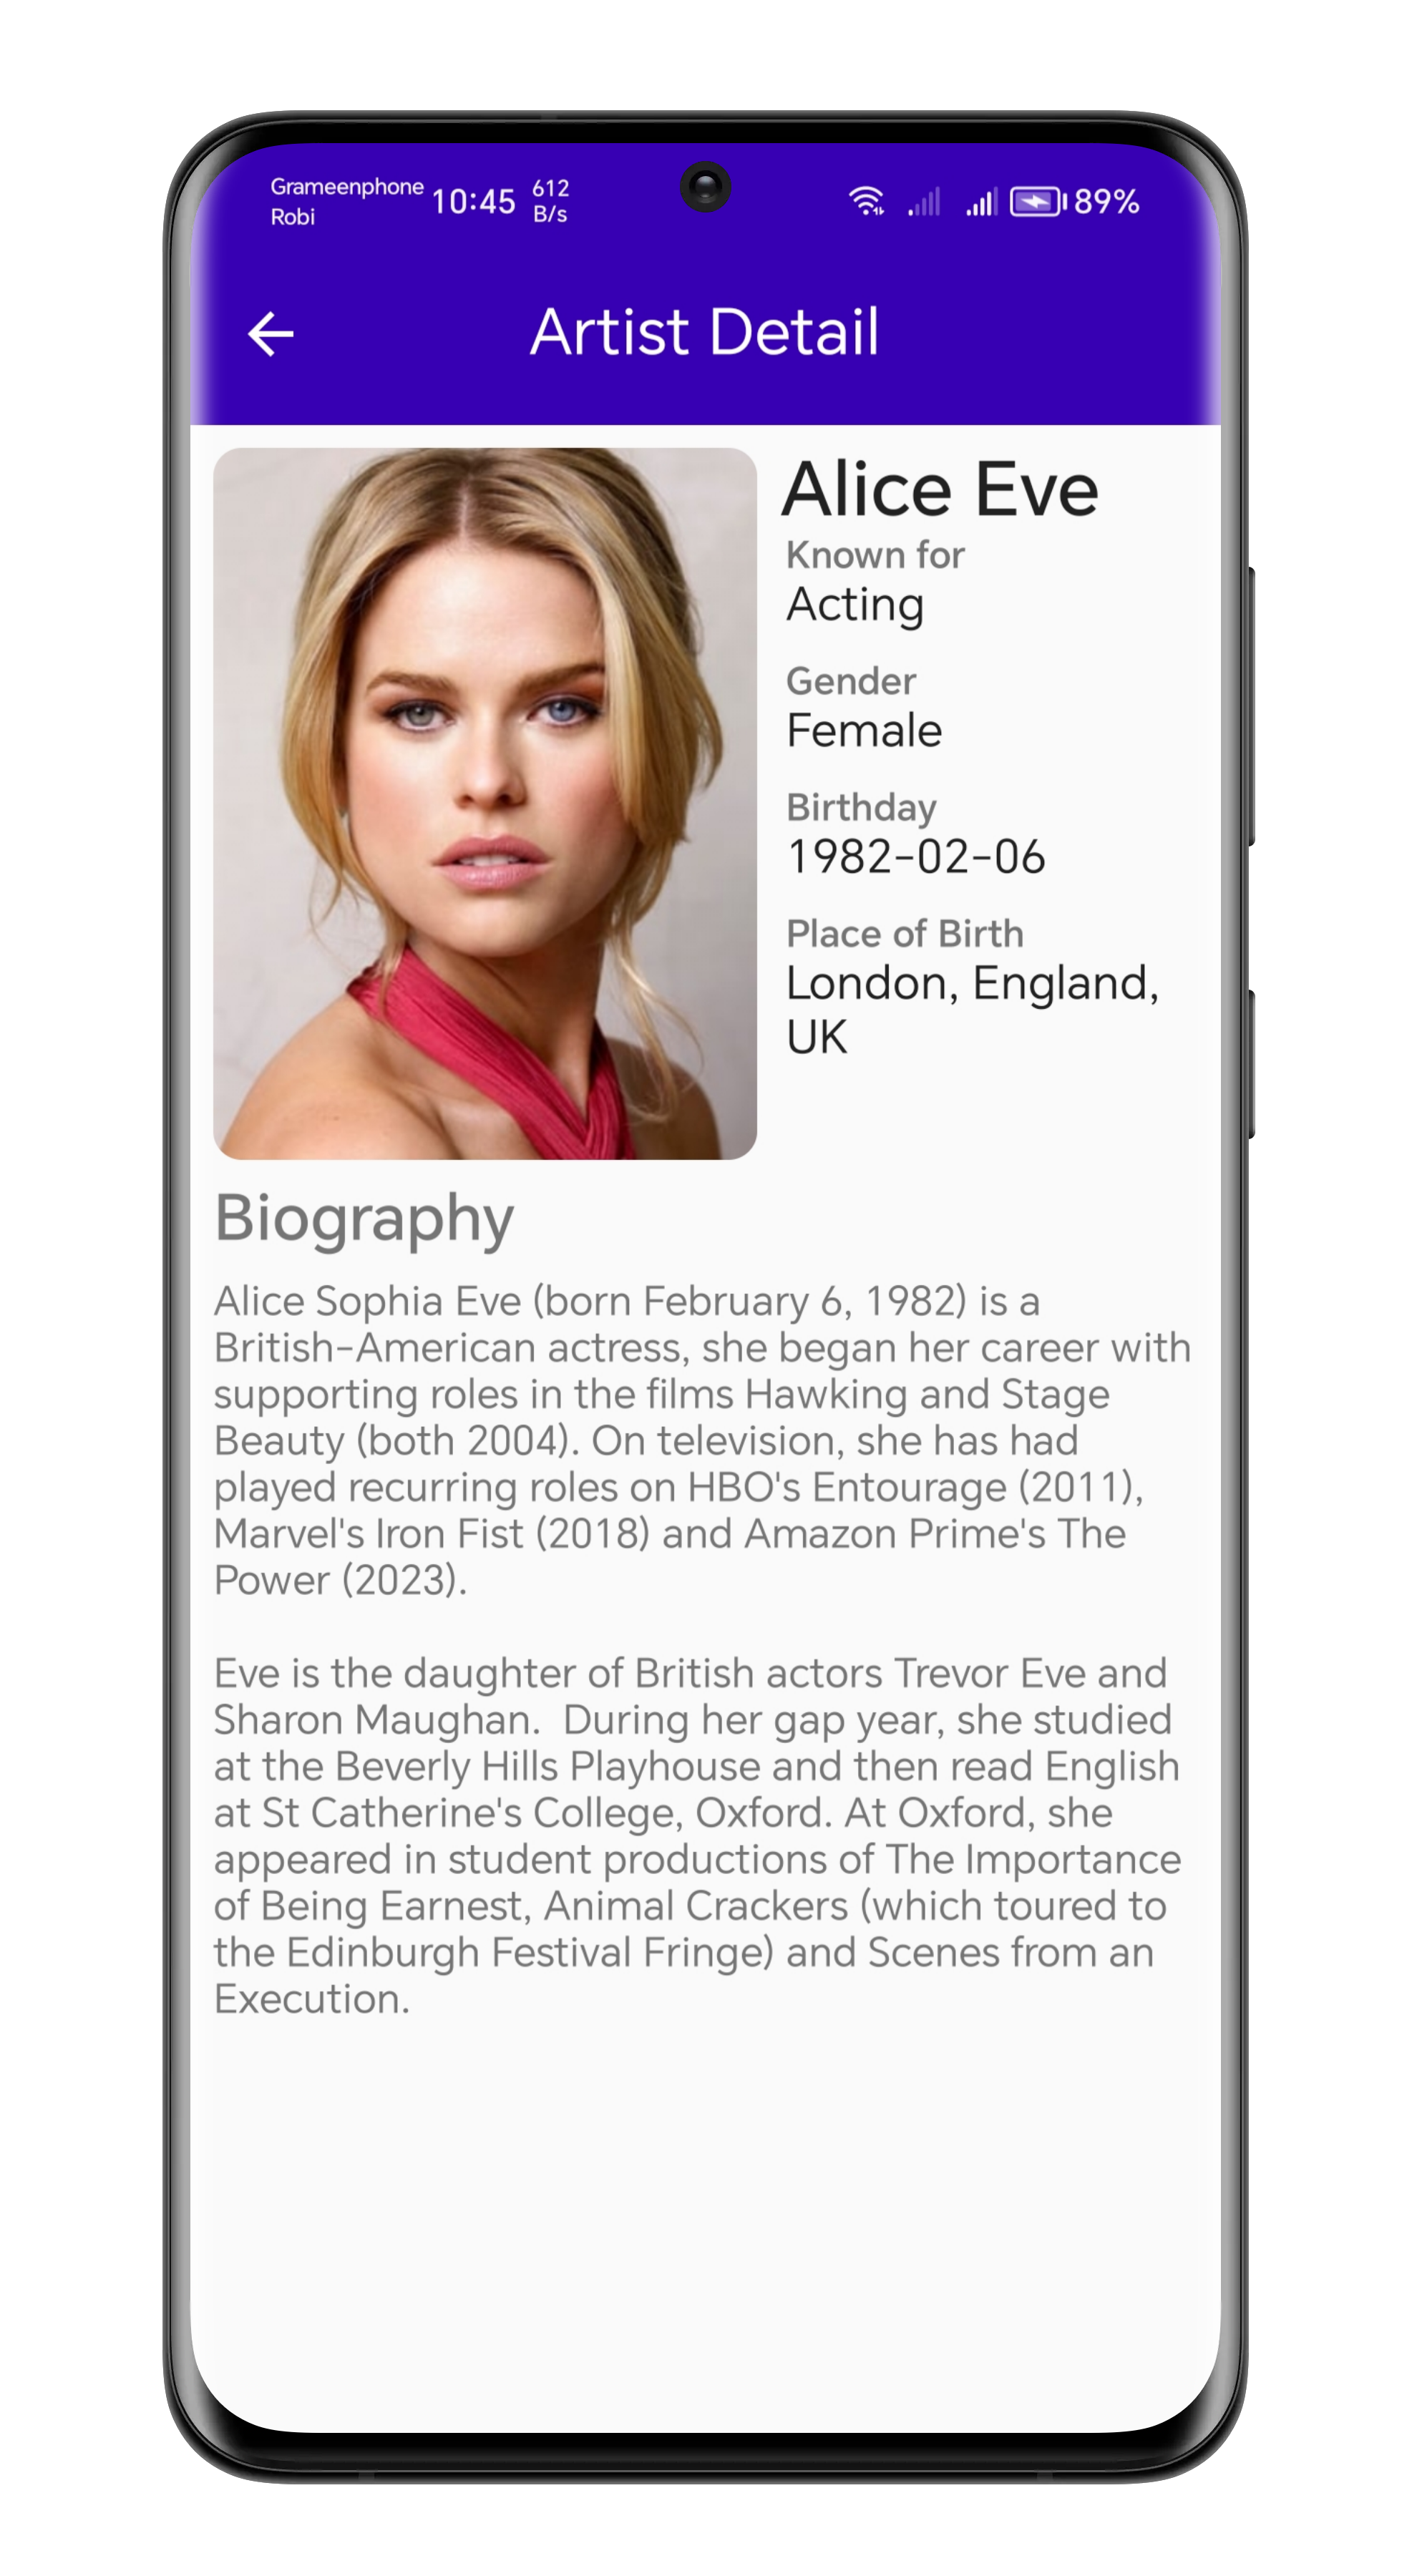 Grameenphone
Robi
10:45
612
B/s
89%
Artist Detail
Alice Eve
Known for
Acting
Gender
Female
Birthday
1982-02-06
Place of Birth
London, England,
UK
Biography
Alice Sophia Eve (born February 6, 1982) is a
British-American actress, she began her career with
supporting roles in the films Hawking and Stage
Beauty (both 2004). On television, she has had
played recurring roles on HBO's Entourage (2011),
Marvel's Iron Fist (2018) and Amazon Prime's The
Power (2023).
Eve is the daughter of British actors Trevor Eve and
Sharon Maughan.  During her gap year, she studied
at the Beverly Hills Playhouse and then read English
at St Catherine's College, Oxford. At Oxford, she
appeared in student productions of The Importance
of Being Earnest, Animal Crackers (which toured to
the Edinburgh Festival Fringe) and Scenes from an
Execution.